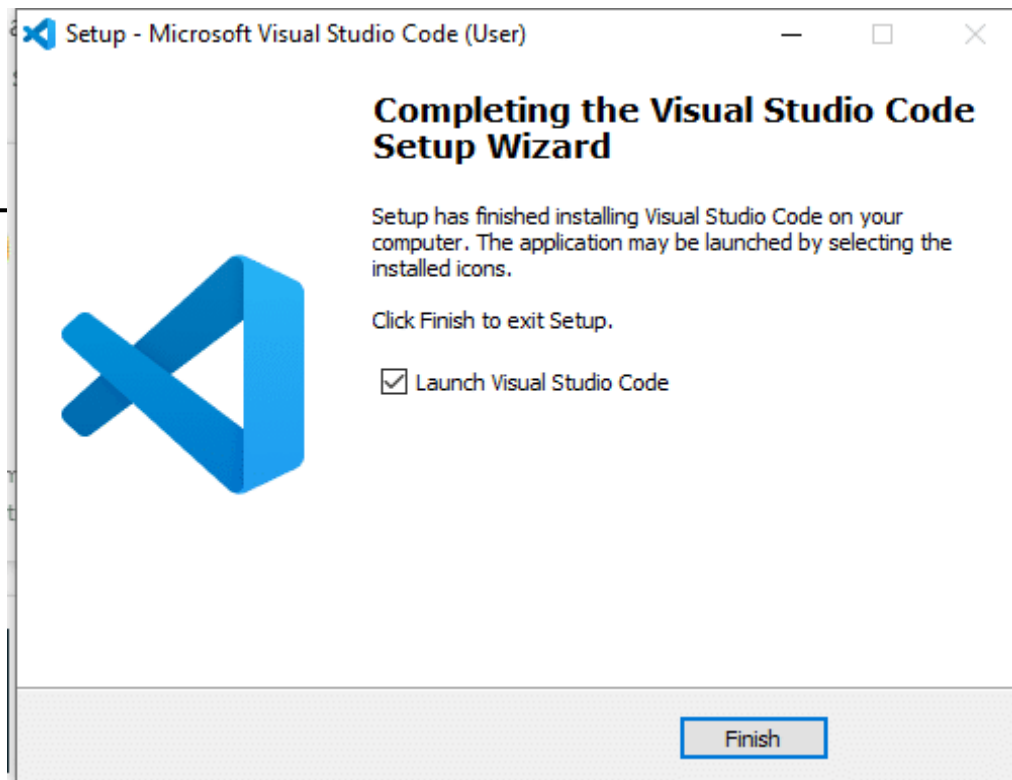 Setup - Microsoft Visual Studio Code (User)
Completing the Visual Studio Code
Setup Wizard
Setup has finished installing Visual Studio Code on your
computer. The application may be launched by selecting the
installed icons.
Click Finish to exit Setup.
Launch Visual Studio Code
Finish